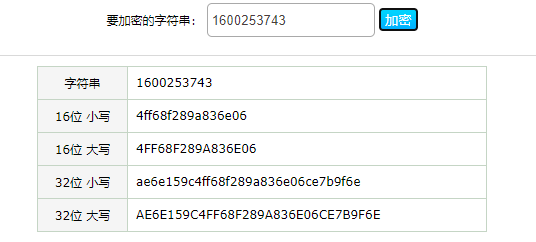 要加密的字符串： 1600253743 加密
字符串 1600253743
16位 小写 4ff68f289a836e06
16位 大写 4FF68F289A836E06
32位 小写 ae6e159c4ff68f289a836e06ce7b9f6e
32位 大写 AE6E159C4FF68F289A836E06CE7B9F6E